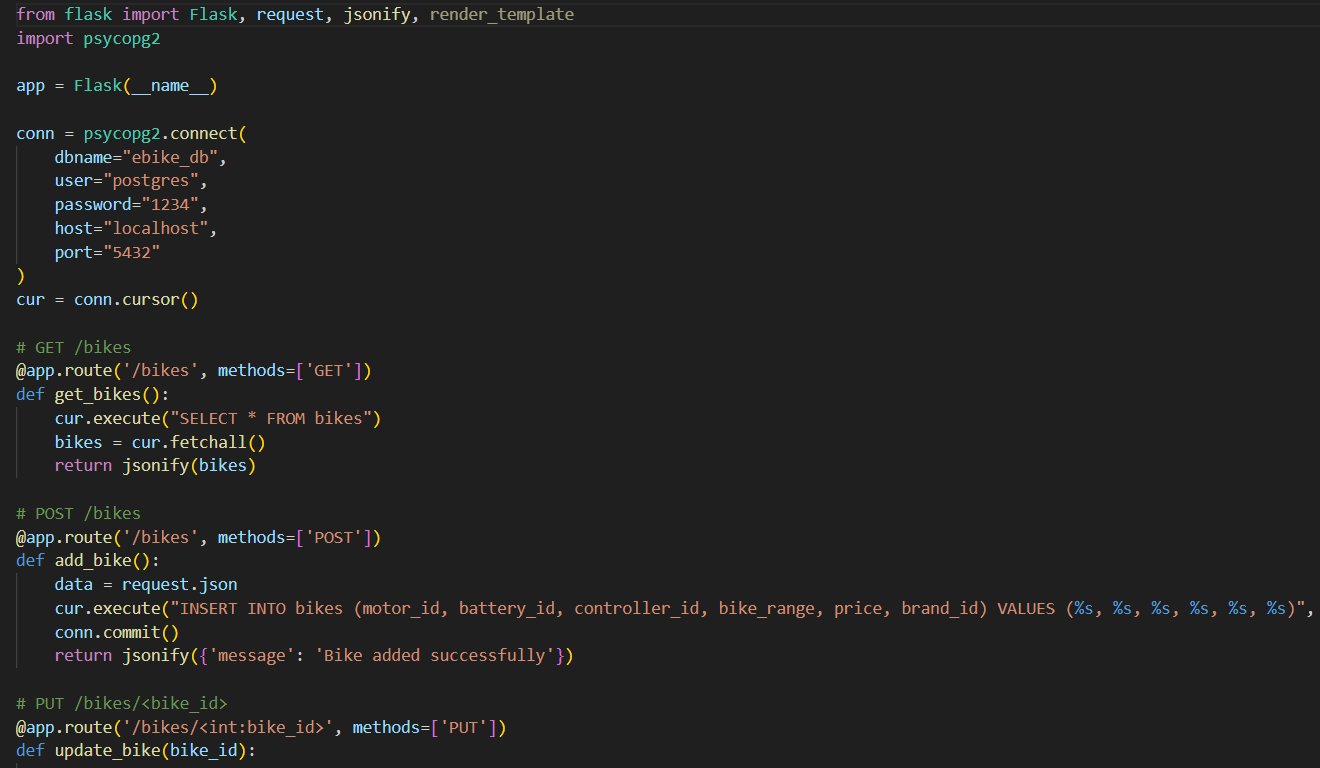 from flask import Flask, request, jsonify, render_template
import psycopg2
app = Flask(__name__)
conn = psycopg2.connect(
dbname="ebike_db",
user="postgres",
password="1234",
host="localhost",
port="5432"
)
cur = conn.cursor()
# GET /bikes
@app.route('/bikes', methods=['GET'])
def get_bikes():
cur.execute("SELECT * FROM bikes")
bikes = cur.fetchall()
return jsonify(bikes)
# POST /bikes
@app.route('/bikes', methods=['POST'])
def add_bike():
data = request.json
cur.execute("INSERT INTO bikes (motor_id, battery_id, controller_id, bike_range, price, brand_id) VALUES (%s, %s, %s, %s, %s, %s)",
conn.commit()
return jsonify({'message': 'Bike added successfully'})
# PUT /bikes/<bike_id>
@app.route('/bikes/<int:bike_id>', methods=['PUT'])
def update_bike(bike_id):